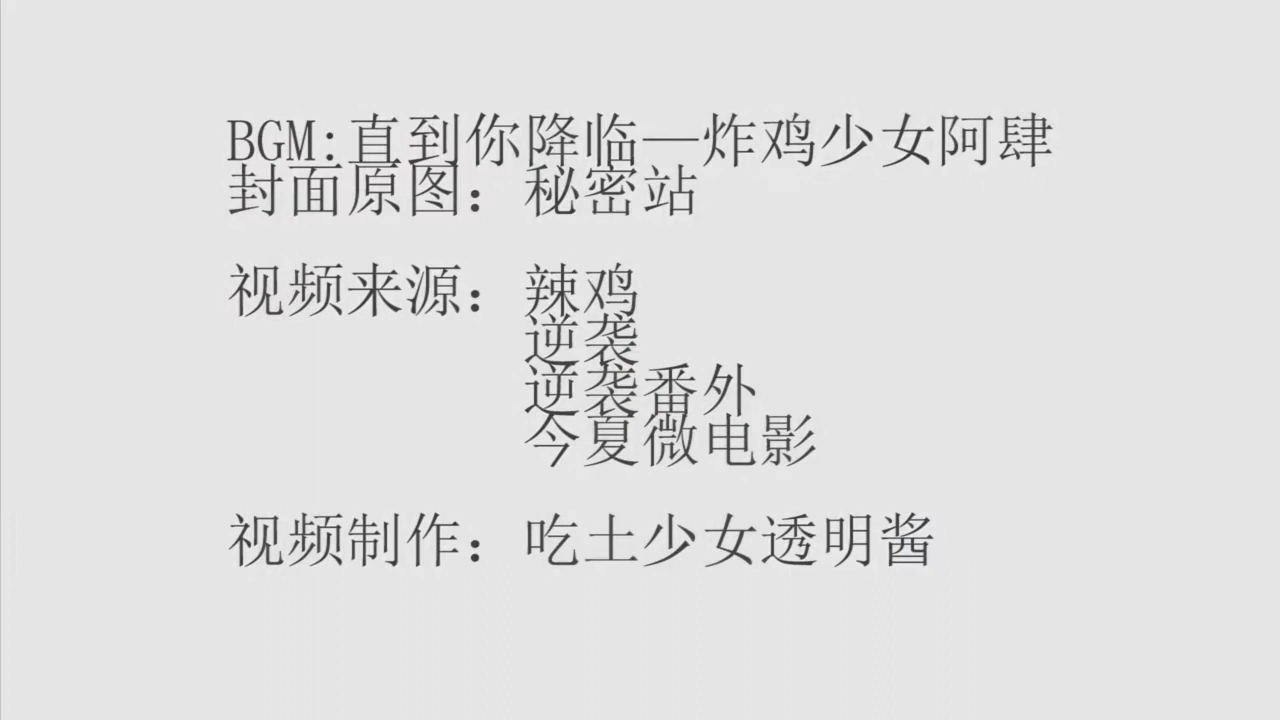 BGM:直到你降临—炸鸡少女阿肆
封面原图：秘密站
视频来源：辣鸡
逆袭
逆袭番外
今夏微电影
视频制作：吃土少女透明酱